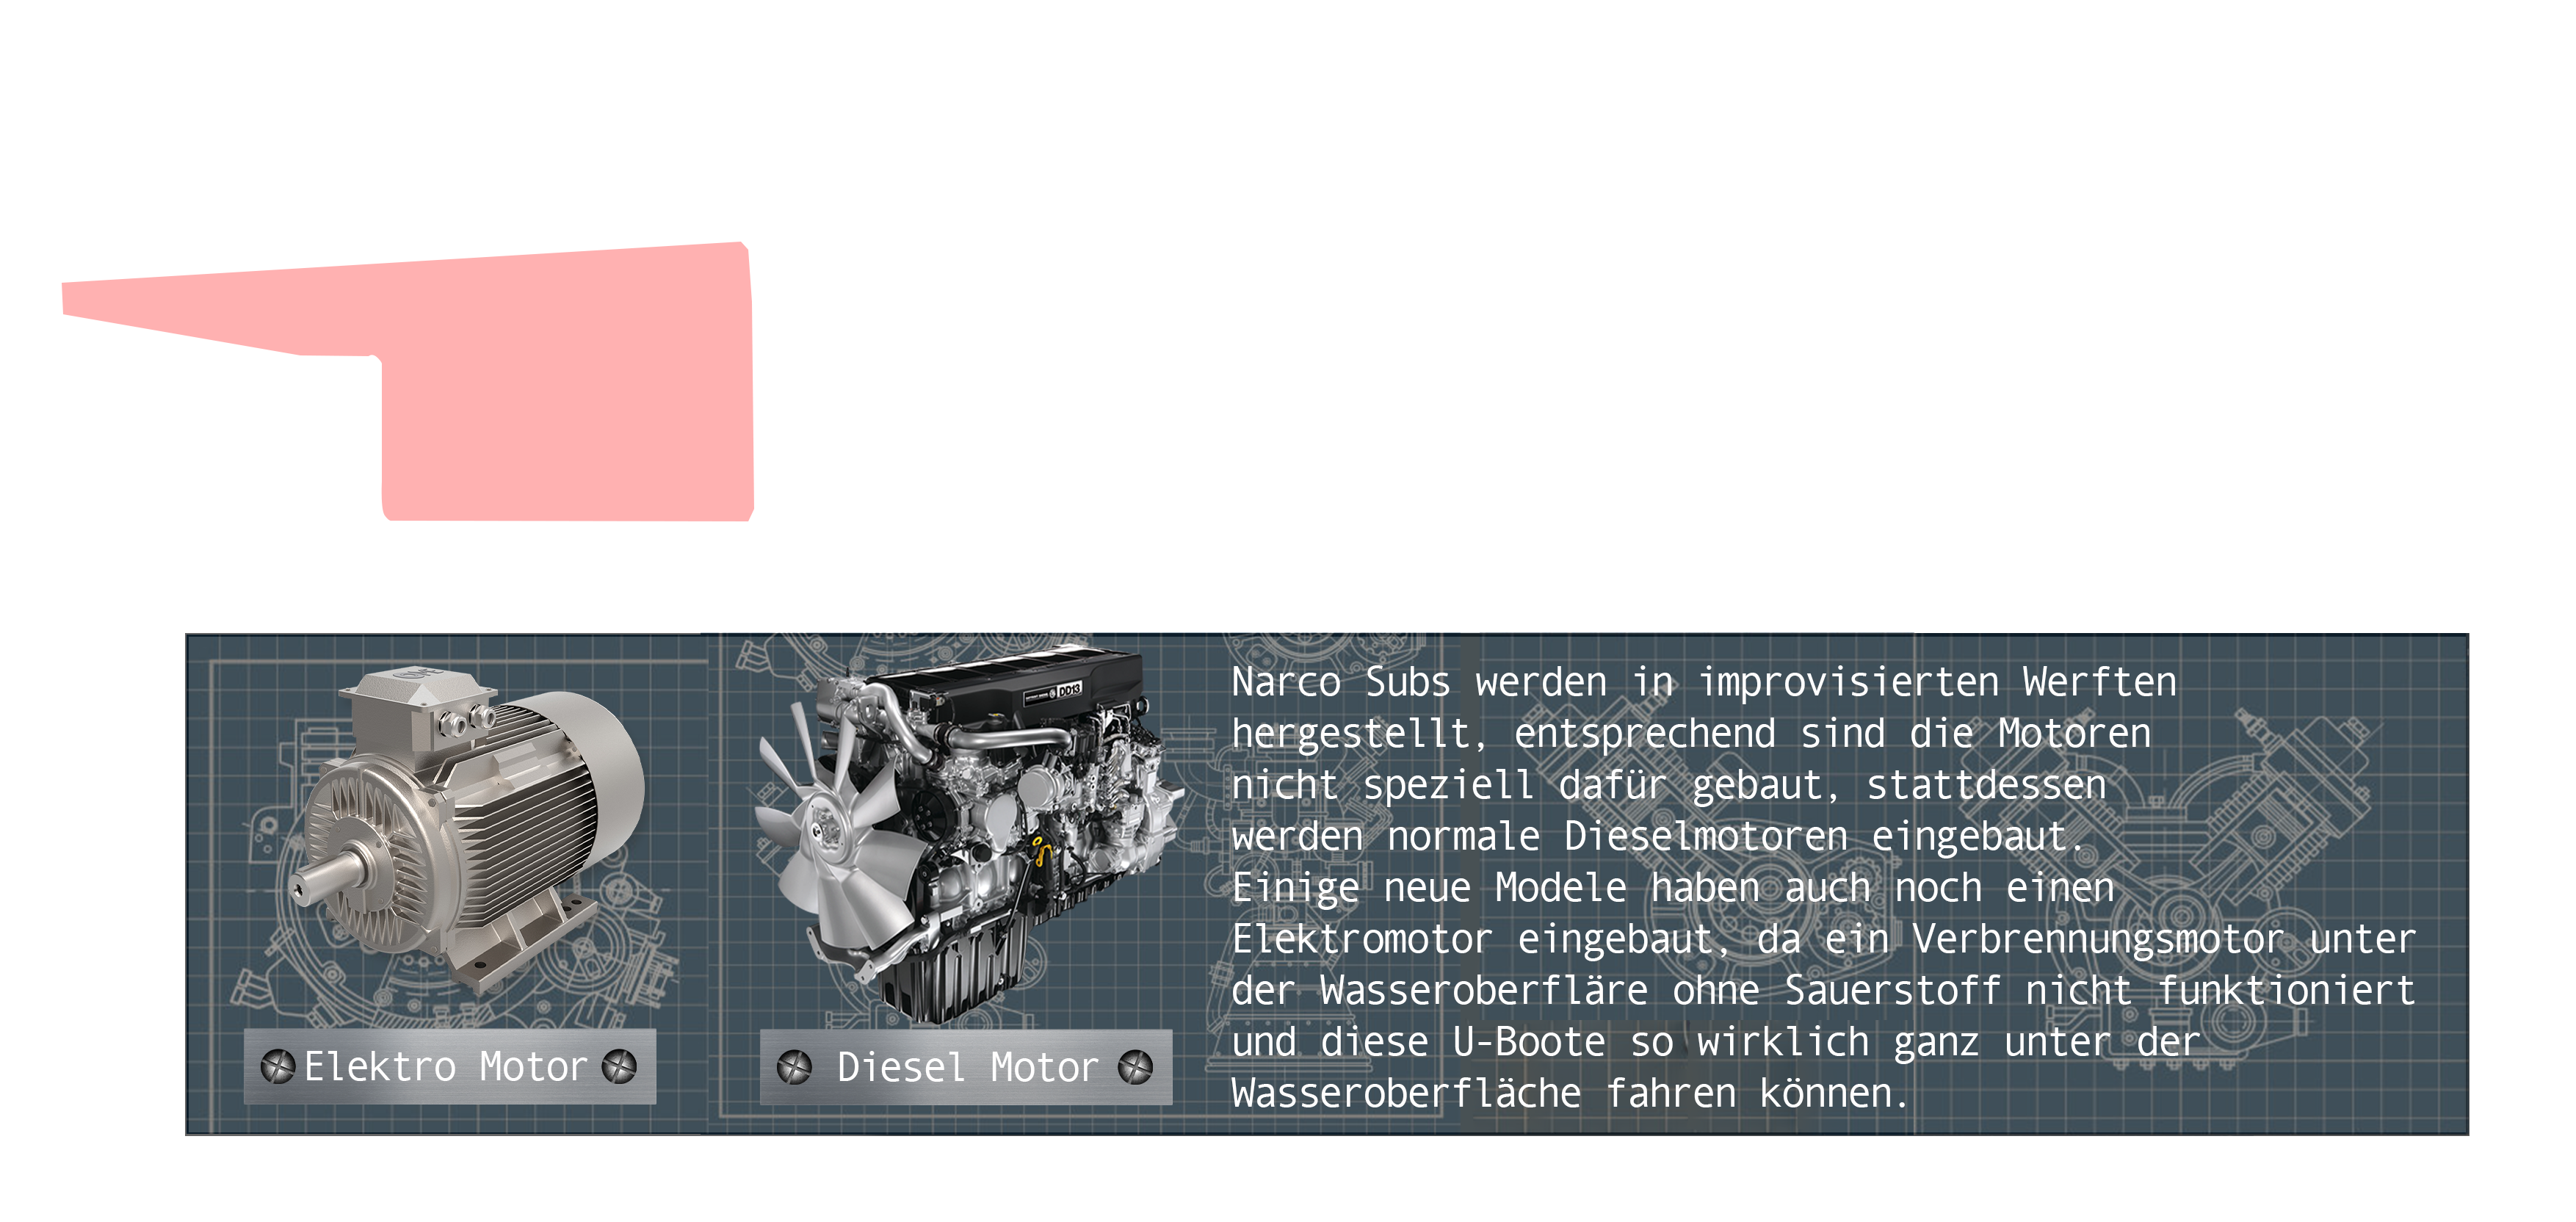 DD13
Narco Subs werden in improvisierten Werften
hergestellt, entsprechend sind die Motoren
nicht speziell dafür gebaut, stattdessen
werden normale Dieselmotoren eingebaut.
Einige neue Modele haben auch noch einen
Elektromotor eingebaut, da ein Verbrennungsmotor unter
der Wasseroberfläre ohne Sauerstoff nicht funktioniert
und diese U-Boote so wirklich ganz unter der
Wasseroberfläche fahren können.
Elektro Motor
Diesel Motor